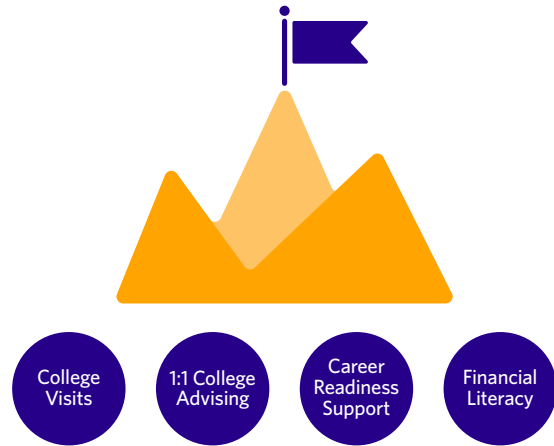 College
Visits
1:1 College
Advising
Career
Readiness
Support
Financial
Literacy